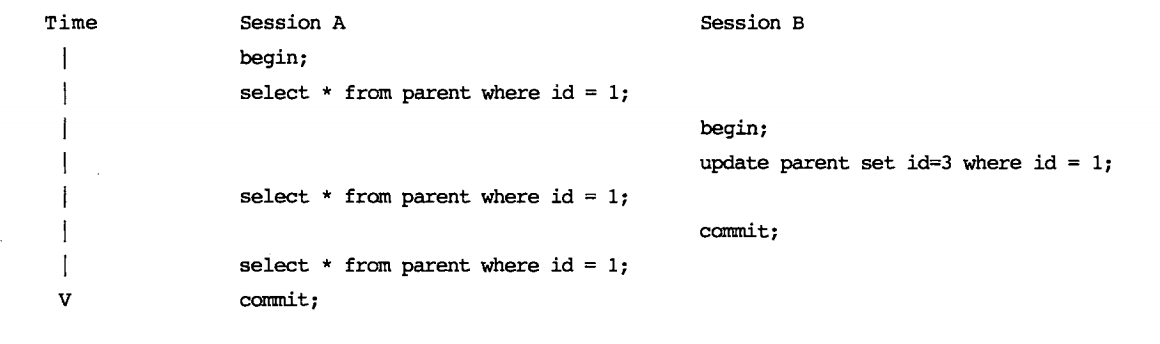 Time Session A Session B
| begin;
| select * from parent where id = 1;
| begin;
| update parent set id=3 where id = 1;
| select * from parent where id = 1;
| commit;
| select * from parent where id = 1;
V commit;